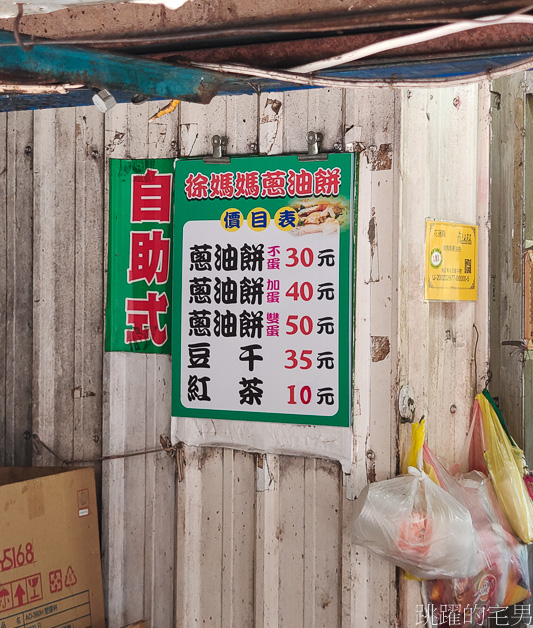 自助式
徐媽媽蔥油餅
價目表
蔥油餅不蛋30元
蔥油餅加蛋40元
蔥油餅雙蛋50元
豆干35元
紅茶10元
5168
跳躍的宅男